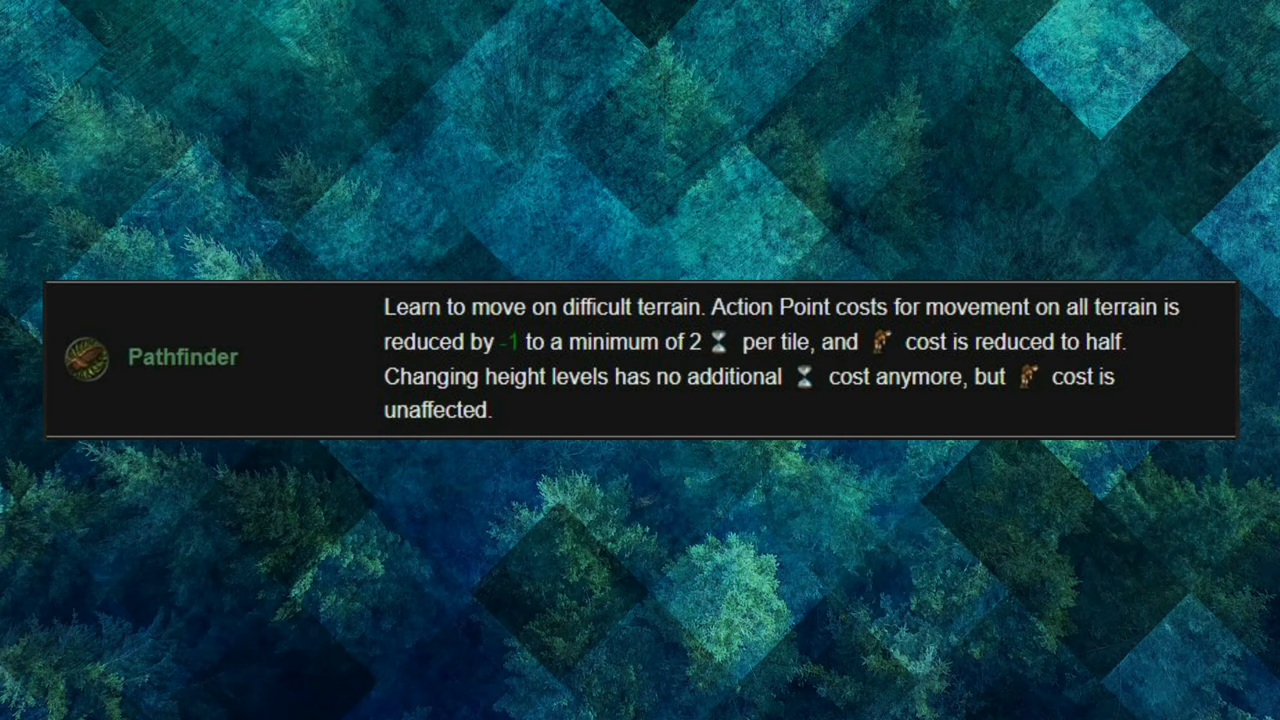 Pathfinder
Learn to move on difficult terrain. Action Point costs for movement on all terrain is
reduced by -1 to a minimum of 2 per tile, and cost is reduced to half.
Changing height levels has no additional cost anymore, but cost is
unaffected.